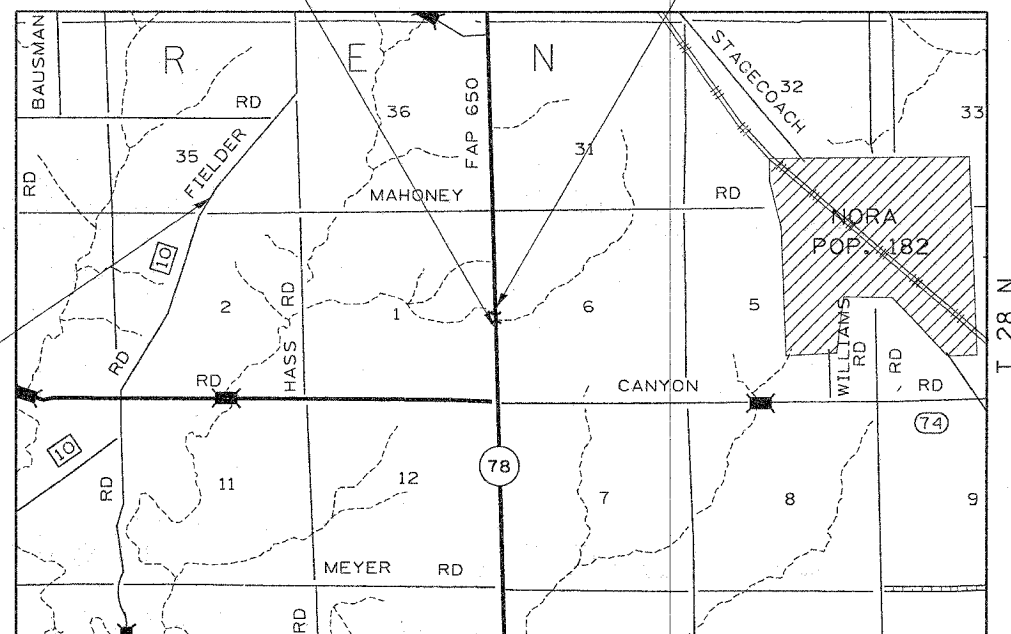 BAUSMAN
R E N
STAGECOACH
32
RD
36
FAP 650
33
35
FIELDER
31
RD
MAHONEY
RD
NORA
POP. 182
10
2
HASS RD
1
6
5
WILLIAMS
RD
T 28 N
RD
RD
CANYON
RD
RD
74
10
78
RD
11
12
7
8
9
MEYER RD
RD